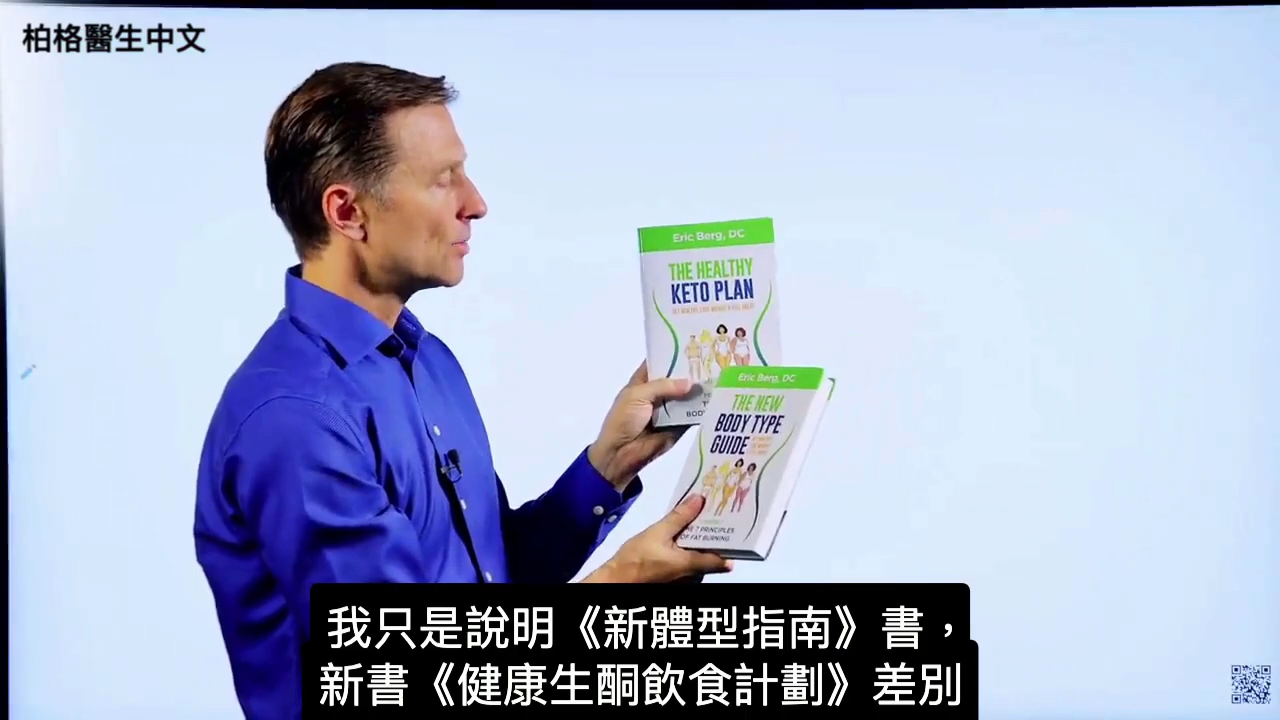 柏格醫生中文
Eric Berg, DC
THE HEALTHY
KETO PLAN
Eric Berg, DC
THE NEW
BODY TYPE
GUIDE
7 PRINCIPLES
OF FAT BURNING
我只是說明《新體型指南》書，
新書《健康生酮飲食計劃》差別